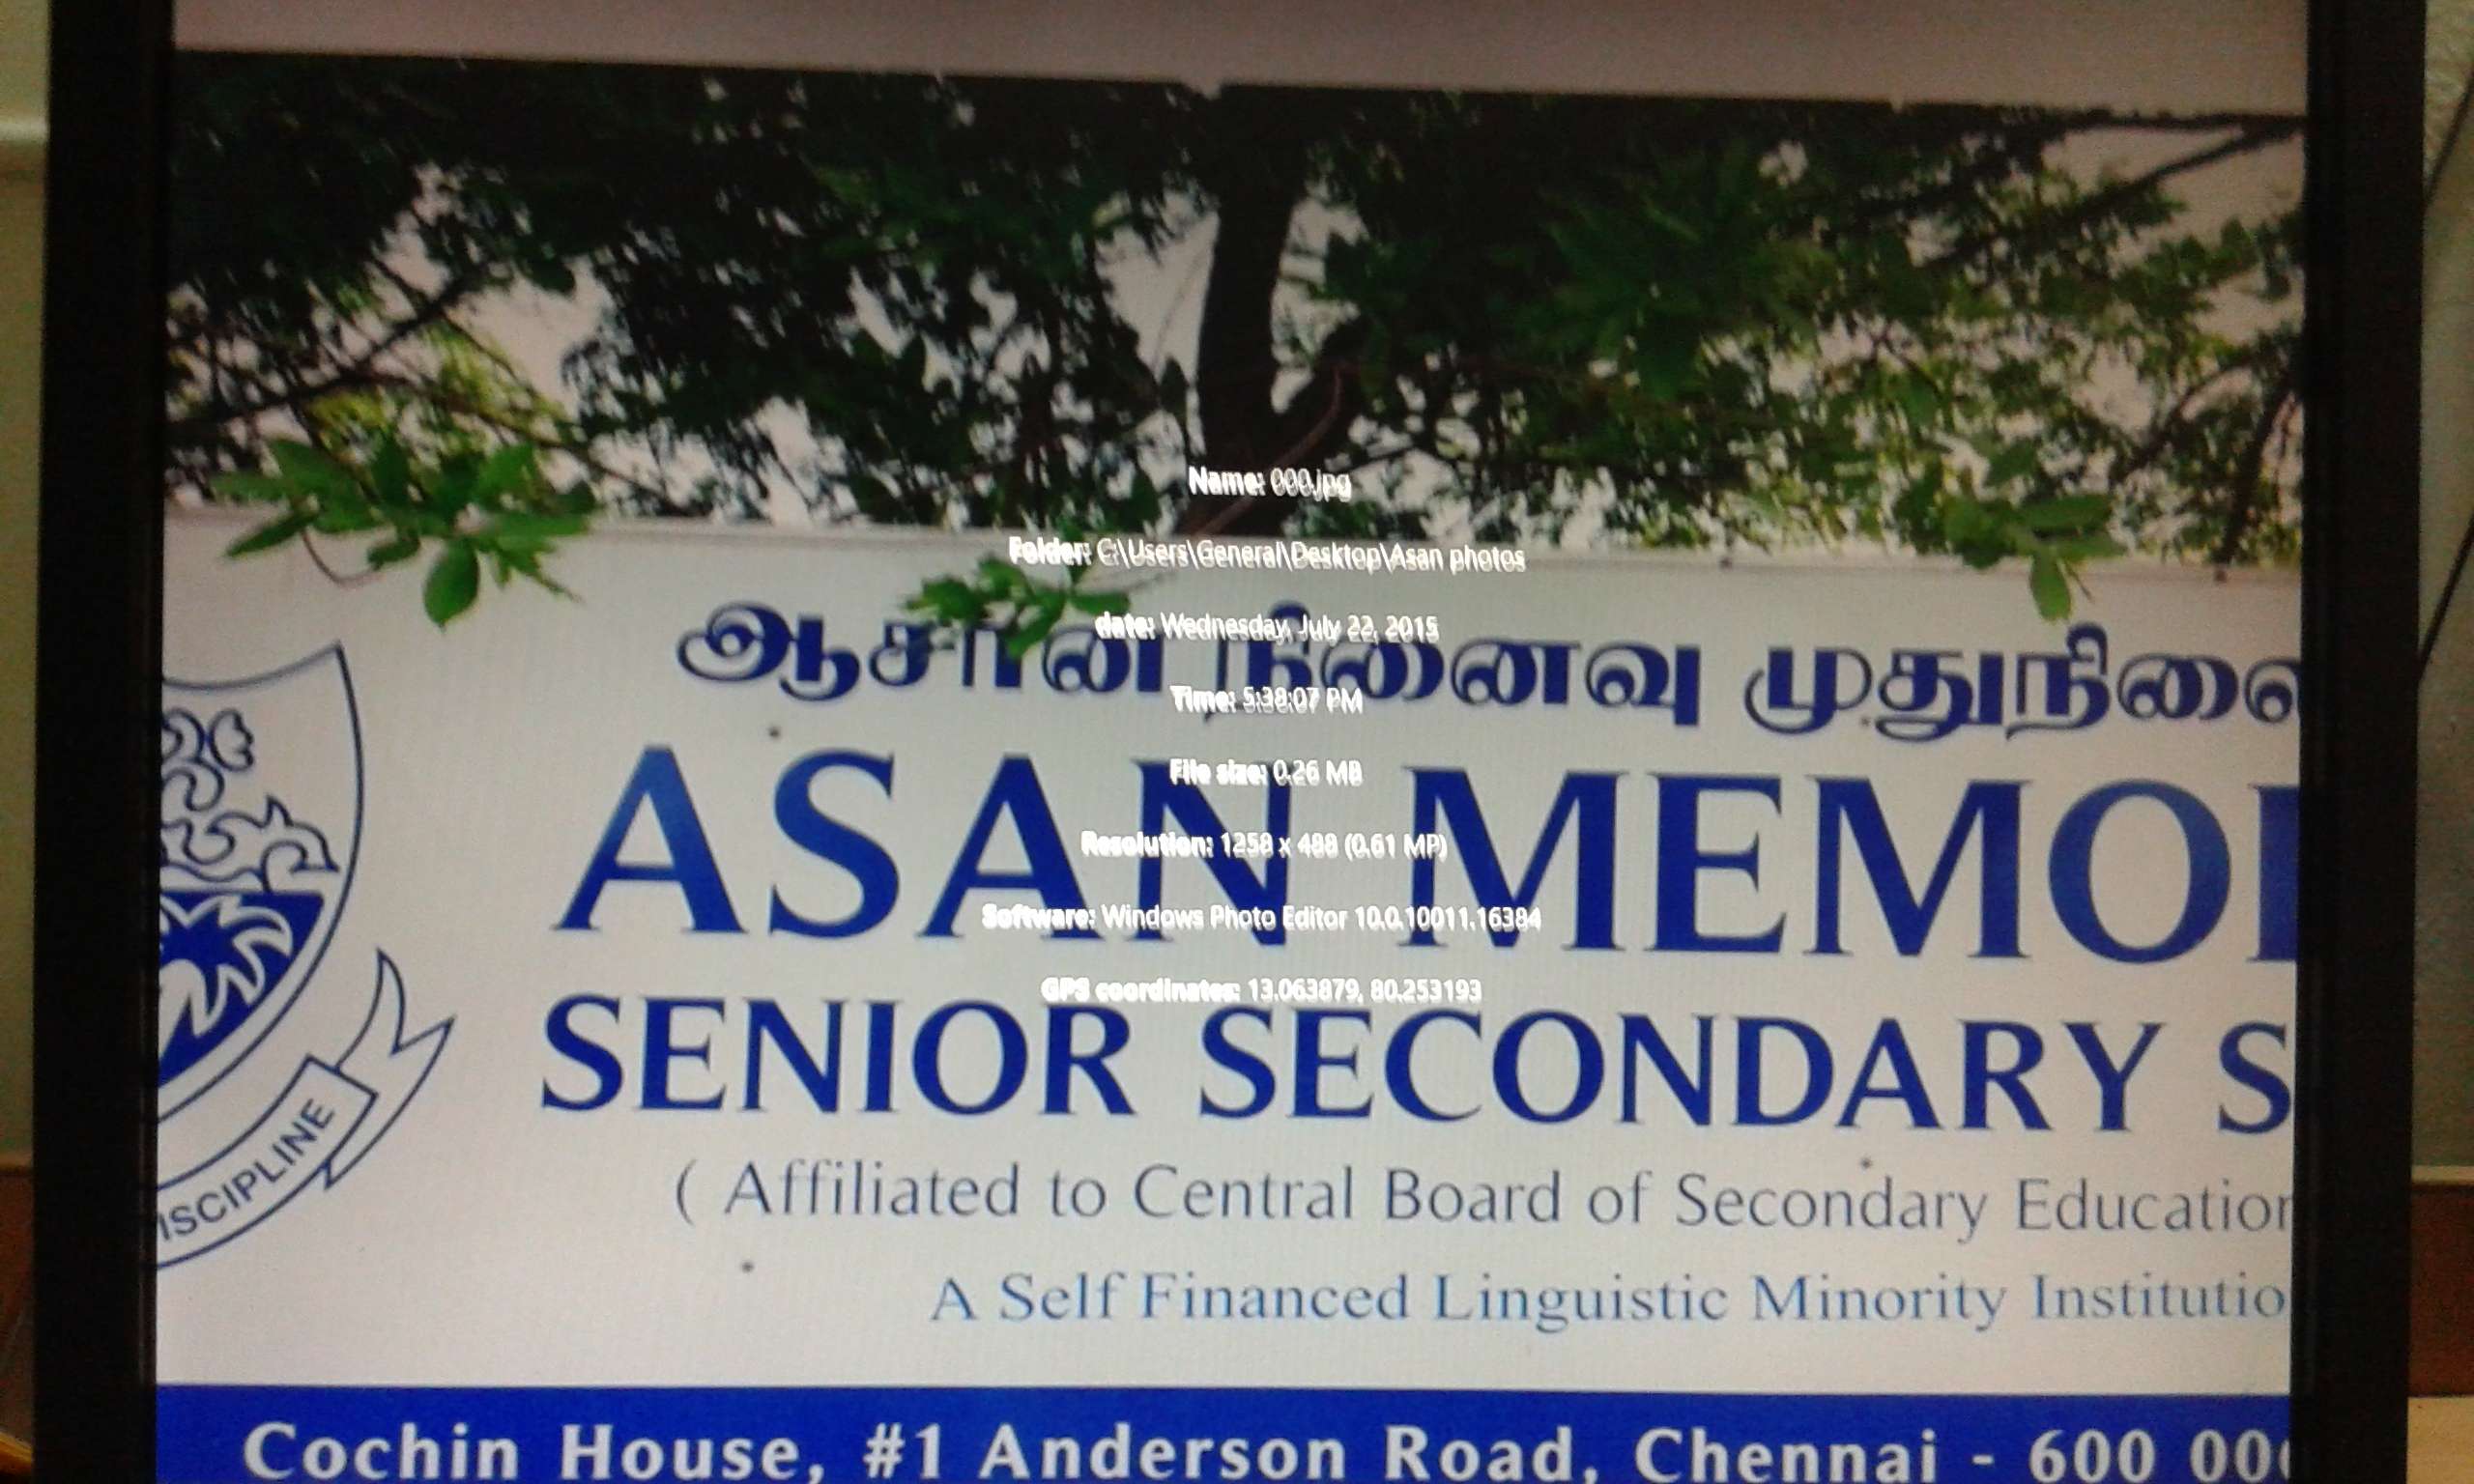 Name: 000.jpg
Folder: C:\Users\General\Desktop\Asan photos
date: Wednesday, July 22, 2015
Time: 5:38:07 PM
File size: 0.26 MB
Resolution: 1258 x 488 (0.61 MP)
Software: Windows Photo Editor 10.0.10011.16384
GPS coordinates: 13.063879, 80.253193
ஆசான் நினைவு முதுநிலை
ASAN MEMOR
SENIOR SECONDARY S
ISCIPLINE
( Affiliated to Central Board of Secondary Education
A Self Financed Linguistic Minority Institutio
Cochin House, #1 Anderson Road, Chennai - 600 00